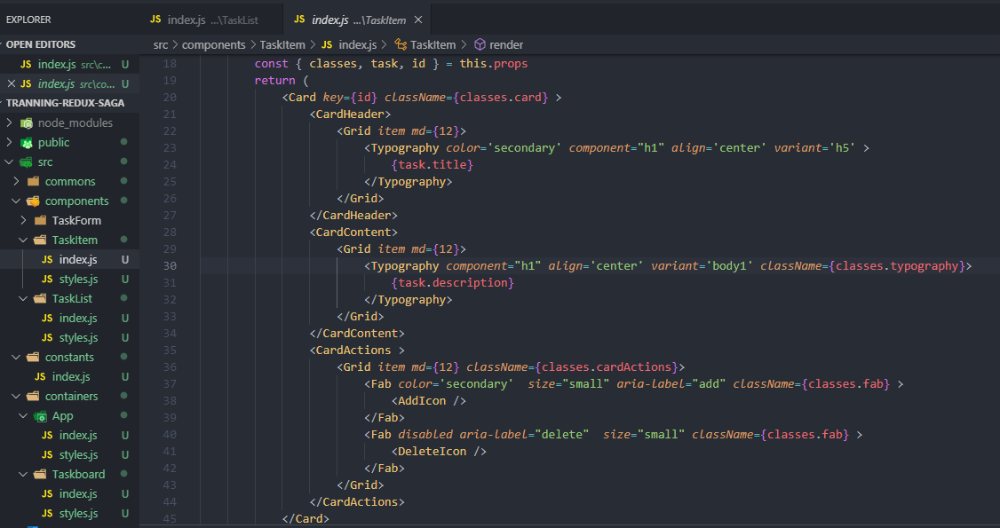 EXPLORER
JS index.js ...\TaskList
JS index.js ...\TaskItem
OPEN EDITORS
src > components > TaskItem > JS index.js > TaskItem > render
JS index.js src\c... U
JS index.js src\co... U
TRANNING-REDUX-SAGA
node_modules
public
src
commons
components
TaskForm
TaskItem
JS index.js U
JS styles.js U
TaskList
JS index.js U
JS styles.js U
constants
JS index.js U
containers
App
JS index.js U
JS styles.js U
Taskboard
JS index.js U
JS styles.js U
18 const { classes, task, id } = this.props
19 return (
20 <Card key={id} className={classes.card} >
21 <CardHeader>
22 <Grid item md={12}>
23 <Typography color='secondary' component="h1" align='center' variant='h5' >
24 {task.title}
25 </Typography>
26 </Grid>
27 </CardHeader>
28 <CardContent>
29 <Grid item md={12}>
30 <Typography component="h1" align='center' variant='body1' className={classes.typography}>
31 {task.description}
32 </Typography>
33 </Grid>
34 </CardContent>
35 <CardActions >
36 <Grid item md={12} className={classes.cardActions}>
37 <Fab color='secondary'  size="small" aria-label="add" className={classes.fab} >
38 <AddIcon />
39 </Fab>
40 <Fab disabled aria-label="delete"  size="small" className={classes.fab} >
41 <DeleteIcon />
42 </Fab>
43 </Grid>
44 </CardActions>
45 </Card>